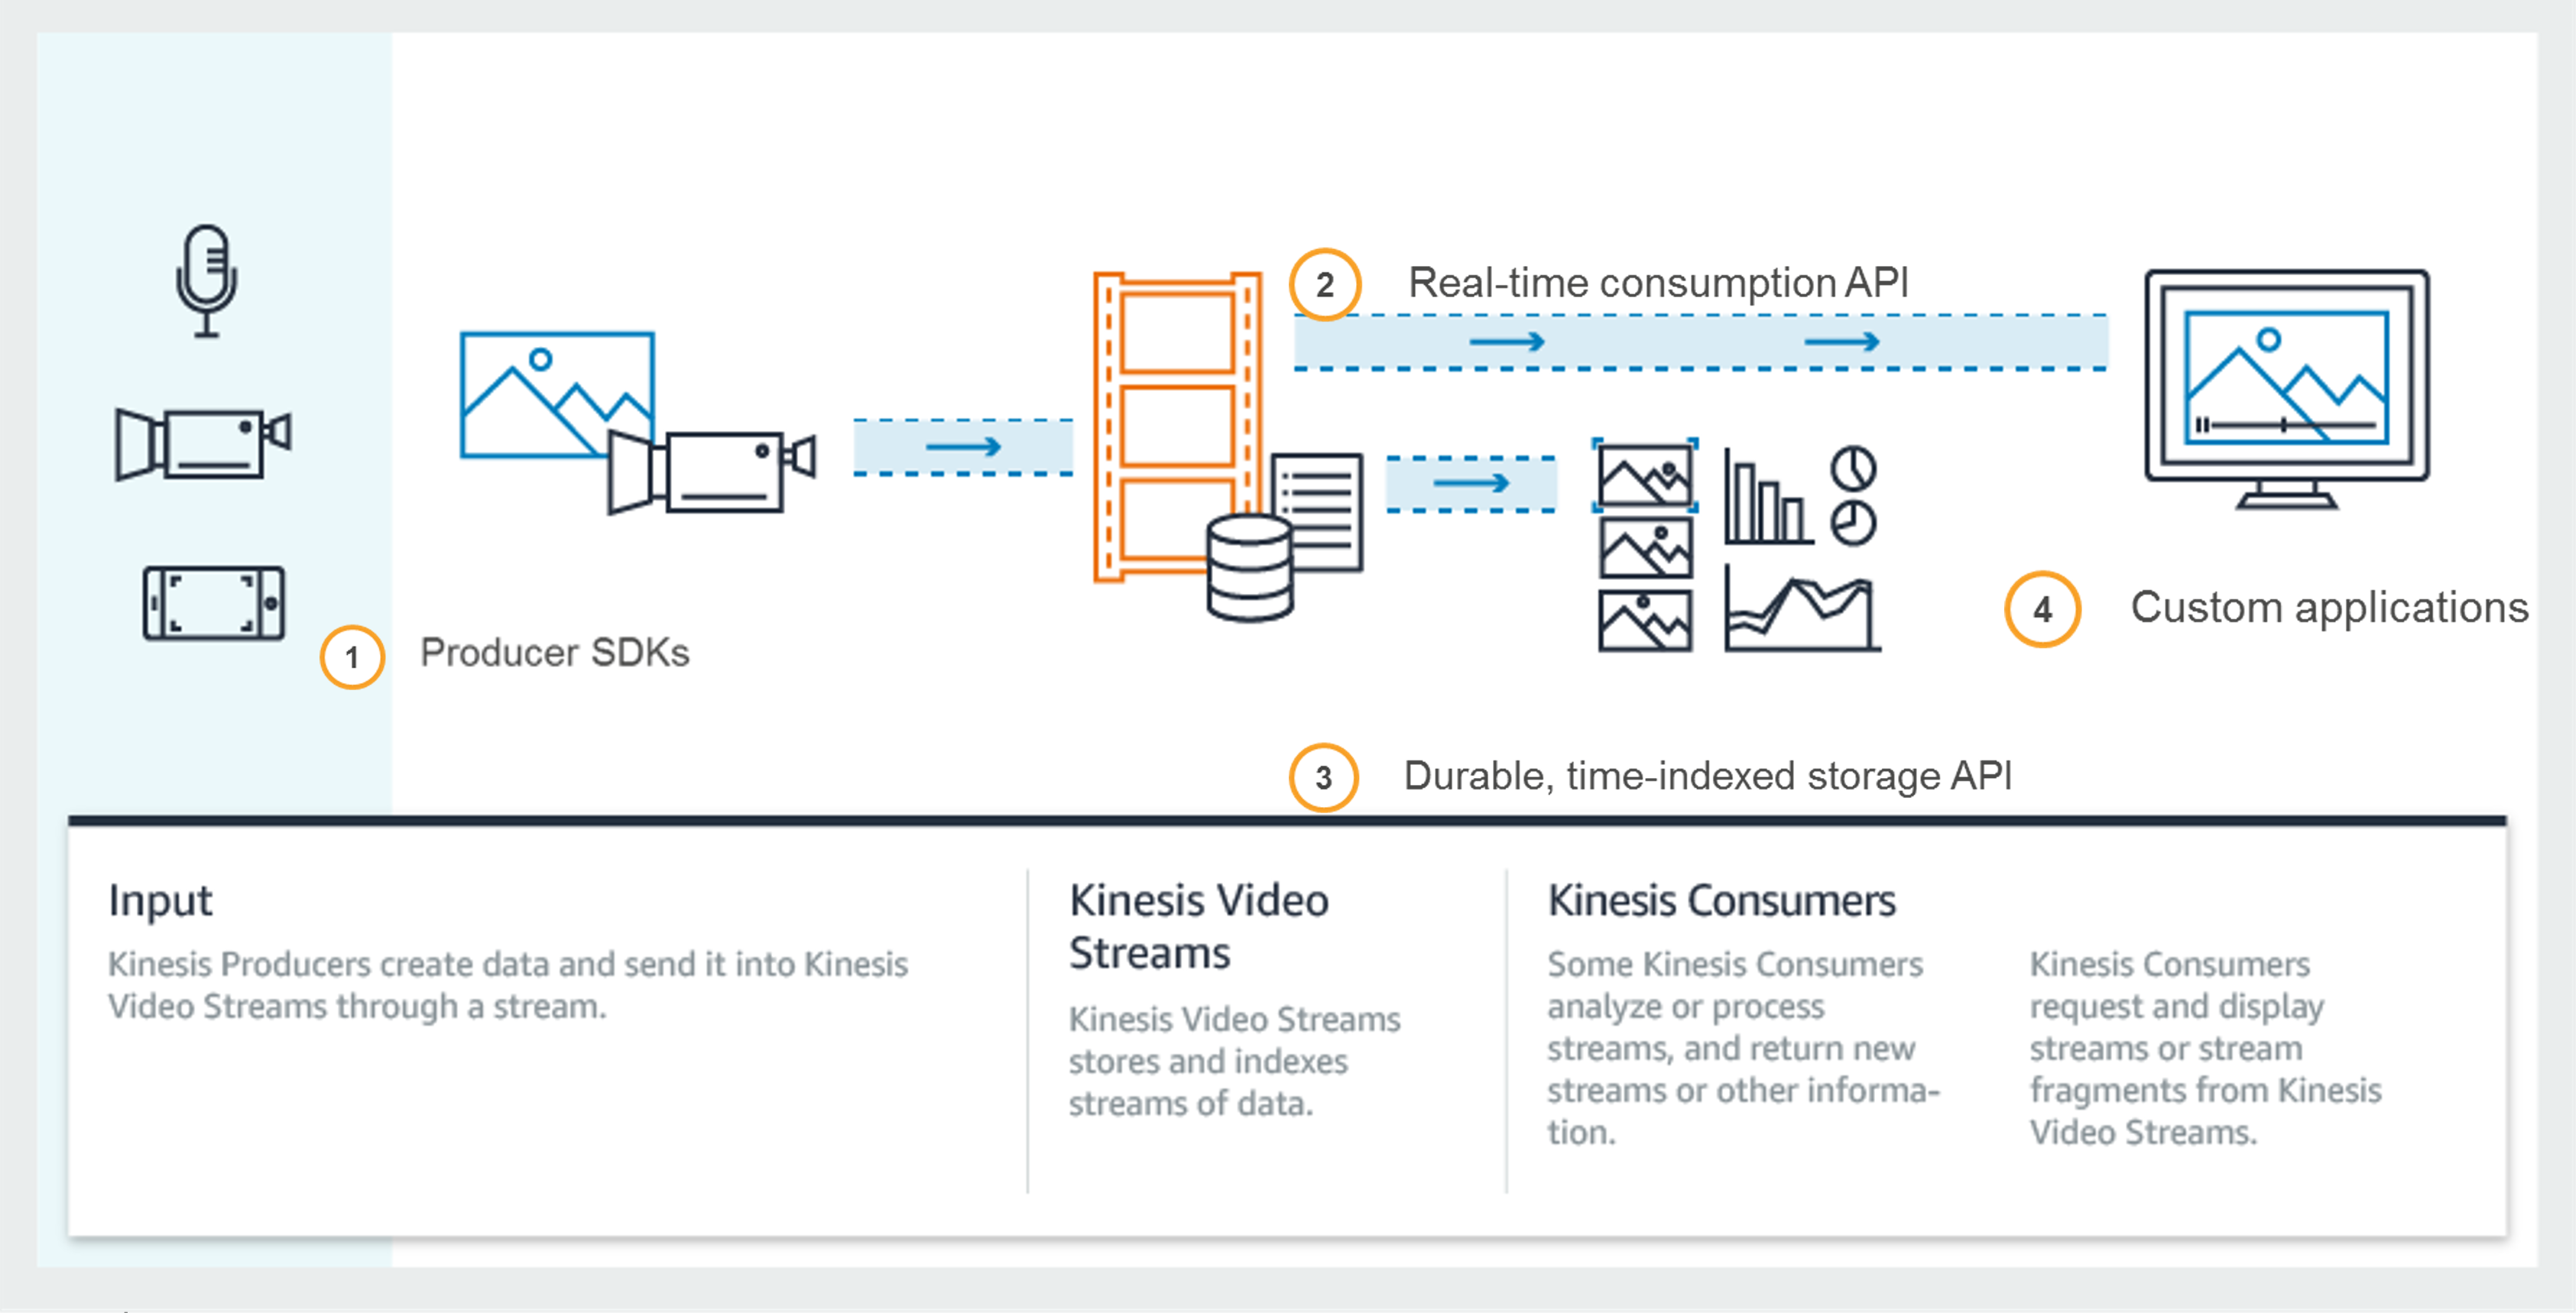 2
Real-time consumption API
4
Custom applications
1
Producer SDKs
3
Durable, time-indexed storage API
Input
Kinesis Producers create data and send it into Kinesis
Video Streams through a stream.
Kinesis Video
Streams
Kinesis Video Streams
stores and indexes
streams of data.
Kinesis Consumers
Some Kinesis Consumers
analyze or process
streams, and return new
streams or other informa-
tion.
Kinesis Consumers
request and display
streams or stream
fragments from Kinesis
Video Streams.